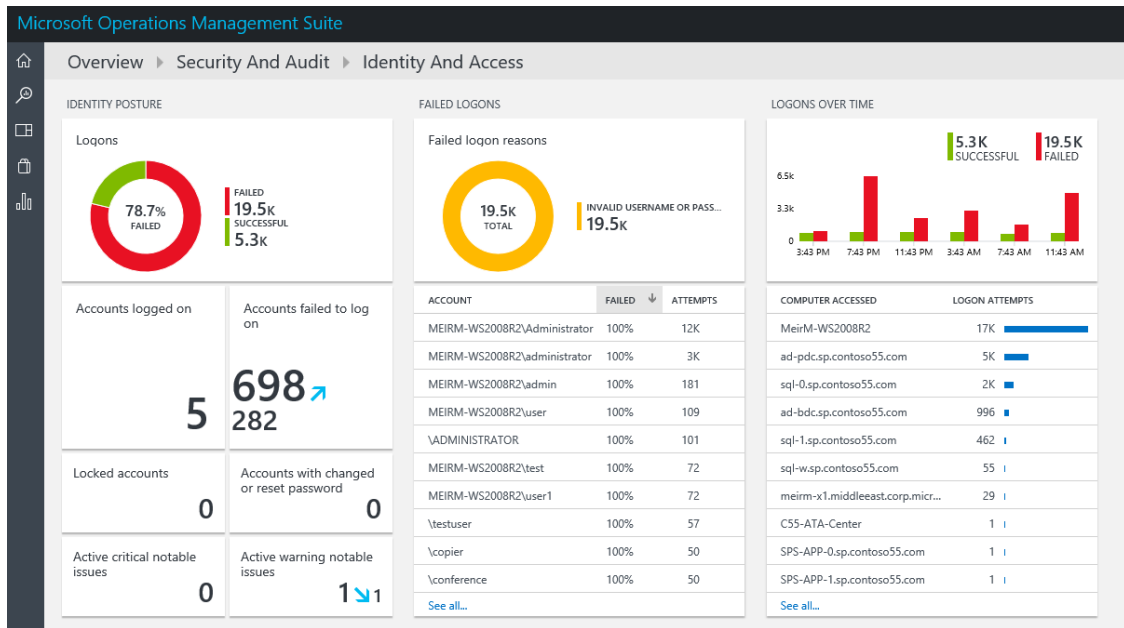 Microsoft Operations Management Suite
Overview Security And Audit Identity And Access
IDENTITY POSTURE
Logons
78.7%
FAILED
FAILED
19.5K
SUCCESSFUL
5.3K
Accounts logged on
5
Accounts failed to log
on
698
282
Locked accounts
0
Accounts with changed
or reset password
0
Active critical notable
issues
0
Active warning notable
issues
1 1
FAILED LOGONS
Failed logon reasons
19.5K
TOTAL
INVALID USERNAME OR PASS...
19.5K
ACCOUNT FAILED ATTEMPTS
MEIRM-WS2008R2\Administrator 100% 12K
MEIRM-WS2008R2\administrator 100% 3K
MEIRM-WS2008R2\admin 100% 181
MEIRM-WS2008R2\user 100% 109
\ADMINISTRATOR 100% 101
MEIRM-WS2008R2\test 100% 72
MEIRM-WS2008R2\user1 100% 72
\testuser 100% 57
\copier 100% 50
\conference 100% 50
See all...
LOGONS OVER TIME
5.3K
SUCCESSFUL
19.5K
FAILED
6.5k
3.3k
0
3:43 PM 7:43 PM 11:43 PM 3:43 AM 7:43 AM 11:43 AM
COMPUTER ACCESSED LOGON ATTEMPTS
MeirM-WS2008R2 17K
ad-pdc.sp.contoso55.com 5K
sql-0.sp.contoso55.com 2K
ad-bdc.sp.contoso55.com 996
sql-1.sp.contoso55.com 462
sql-w.sp.contoso55.com 55
meirm-x1.middleeast.corp.micr... 29
C55-ATA-Center 1
SPS-APP-0.sp.contoso55.com 1
SPS-APP-1.sp.contoso55.com 1
See all...